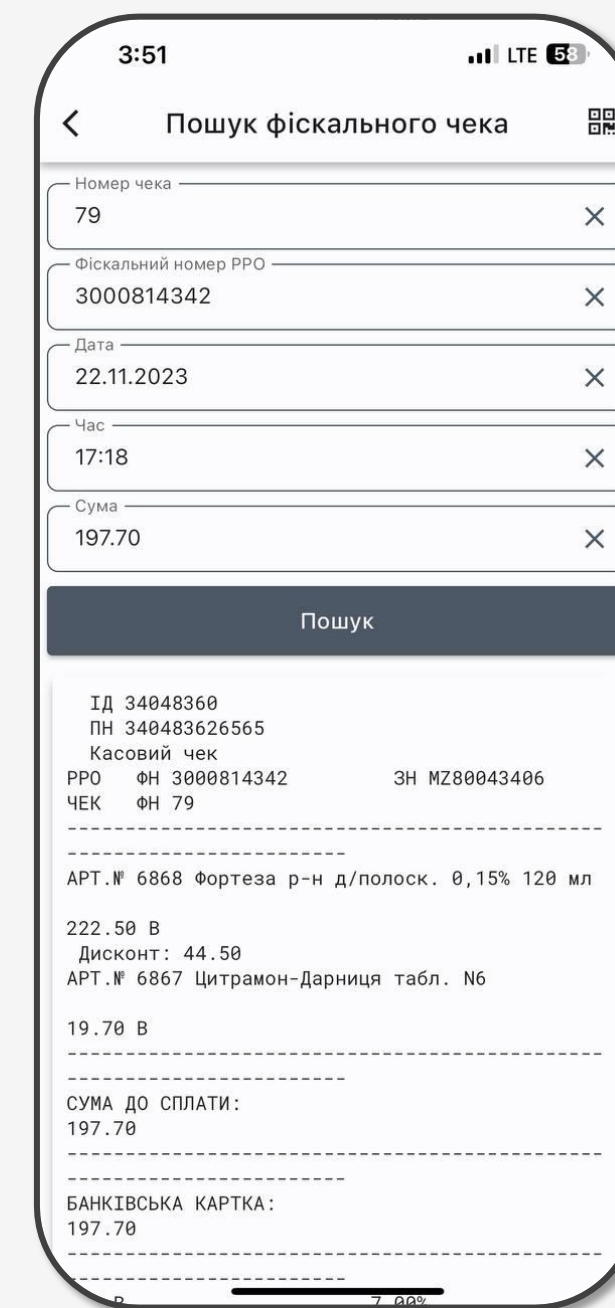 3:51 LTE 58
Пошук фіскального чека
Номер чека
79
Фіскальний номер РРО
3000814342
Дата
22.11.2023
Час
17:18
Сума
197.70
Пошук
ІД 34048360
ПН 340483626565
Касовий чек
РРО ФН 3000814342 ЗН MZ80043406
ЧЕК ФН 79
----------------------------------------------
------------------------
АРТ.№ 6868 Фортеза р-н д/полоск. 0,15% 120 мл
222.50 В
Дисконт: 44.50
АРТ.№ 6867 Цитрамон-Дарниця табл. N6
19.70 В
----------------------------------------------
------------------------
СУМА ДО СПЛАТИ:
197.70
----------------------------------------------
------------------------
БАНКІВСЬКА КАРТКА:
197.70
----------------------------------------------
------------------------
В 7.00%